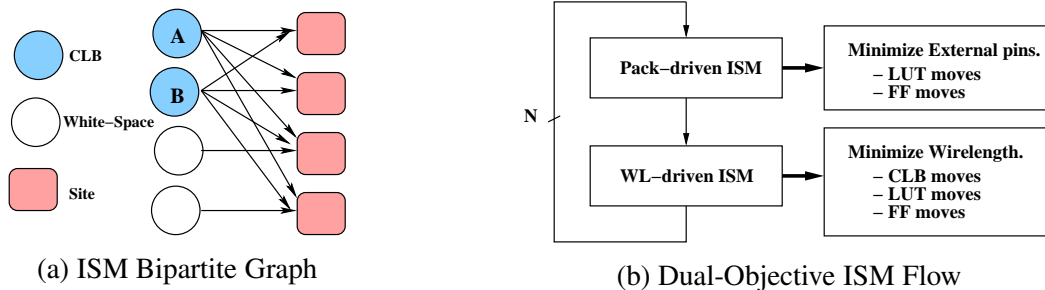 CLB
White–Space
Site
A
B
(a) ISM Bipartite Graph
N
Pack–driven ISM
WL–driven ISM
Minimize External pins.
– LUT moves
– FF moves
Minimize Wirelength.
– CLB moves
– LUT moves
– FF moves
(b) Dual-Objective ISM Flow